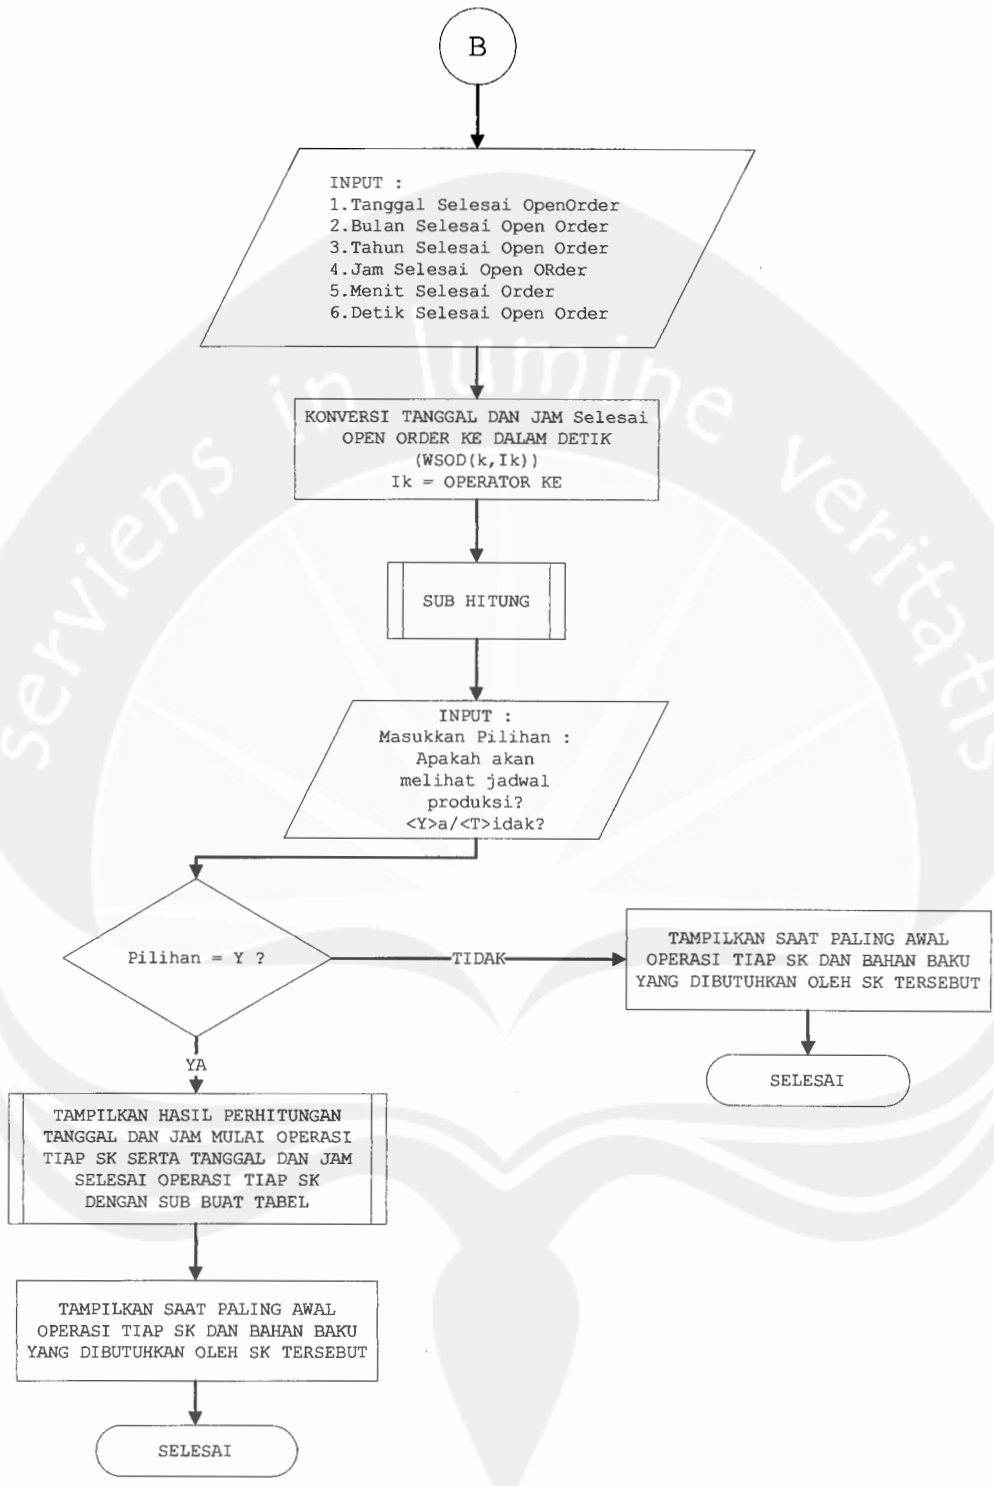 B
INPUT :
1.Tanggal Selesai OpenOrder
2.Bulan Selesai Open Order
3.Tahun Selesai Open Order
4.Jam Selesai Open ORder
5.Menit Selesai Order
6.Detik Selesai Open Order
KONVERSI TANGGAL DAN JAM Selesai
OPEN ORDER KE DALAM DETIK
(WSOD(k,Ik))
Ik = OPERATOR KE
SUB HITUNG
INPUT :
Masukkan Pilihan :
Apakah akan
melihat jadwal
produksi?
<Y>a/<T>idak?
Pilihan = Y ?
TIDAK
TAMPILKAN SAAT PALING AWAL
OPERASI TIAP SK DAN BAHAN BAKU
YANG DIBUTUHKAN OLEH SK TERSEBUT
SELESAI
YA
TAMPILKAN HASIL PERHITUNGAN
TANGGAL DAN JAM MULAI OPERASI
TIAP SK SERTA TANGGAL DAN JAM
SELESAI OPERASI TIAP SK
DENGAN SUB BUAT TABEL
TAMPILKAN SAAT PALING AWAL
OPERASI TIAP SK DAN BAHAN BAKU
YANG DIBUTUHKAN OLEH SK TERSEBUT
SELESAI
serviens in lumine veritatis